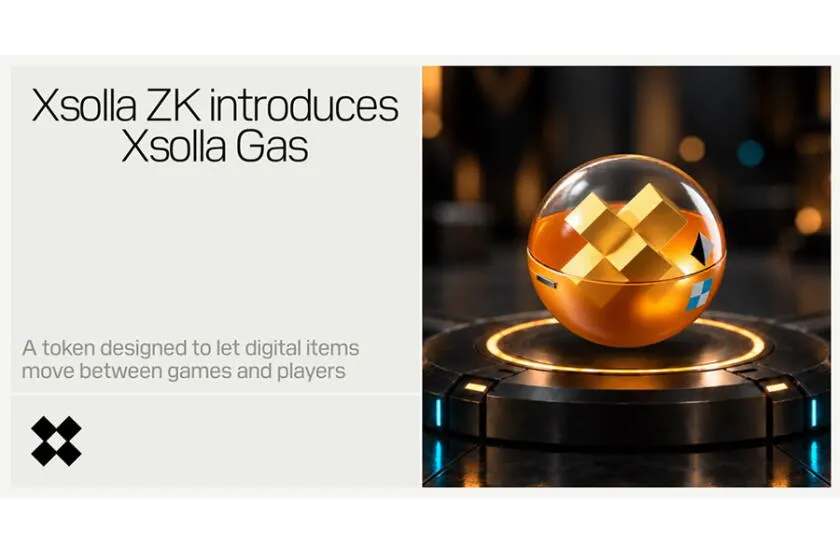 Xsolla ZK introduces
Xsolla Gas
A token designed to let digital items
move between games and players